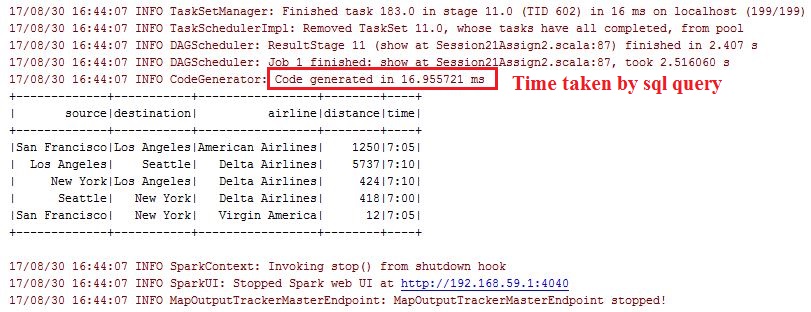 17/08/30 16:44:07 INFO TaskSetManager: Finished task 183.0 in stage 11.0 (TID 602) in 16 ms on localhost (199/199)
17/08/30 16:44:07 INFO TaskSchedulerImpl: Removed TaskSet 11.0, whose tasks have all completed, from pool
17/08/30 16:44:07 INFO DAGScheduler: ResultStage 11 (show at Session21Assign2.scala:87) finished in 2.407 s
17/08/30 16:44:07 INFO DAGScheduler: Job 1 finished: show at Session21Assign2.scala:87, took 2.516060 s
17/08/30 16:44:07 INFO CodeGenerator: Code generated in 16.955721 ms Time taken by sql query
+-------------+-----------+-----------------+--------+----+
|       source|destination|          airline|distance|time|
+-------------+-----------+-----------------+--------+----+
|San Francisco|Los Angeles|American Airlines|    1250|7:05|
|  Los Angeles|    Seattle|   Delta Airlines|    5737|7:10|
|     New York|Los Angeles|   Delta Airlines|     424|7:10|
|      Seattle|   New York|   Delta Airlines|     418|7:00|
|San Francisco|   New York|   Virgin America|      12|7:05|
+-------------+-----------+-----------------+--------+----+
17/08/30 16:44:07 INFO SparkContext: Invoking stop() from shutdown hook
17/08/30 16:44:07 INFO SparkUI: Stopped Spark web UI at http://192.168.59.1:4040
17/08/30 16:44:07 INFO MapOutputTrackerMasterEndpoint: MapOutputTrackerMasterEndpoint stopped!